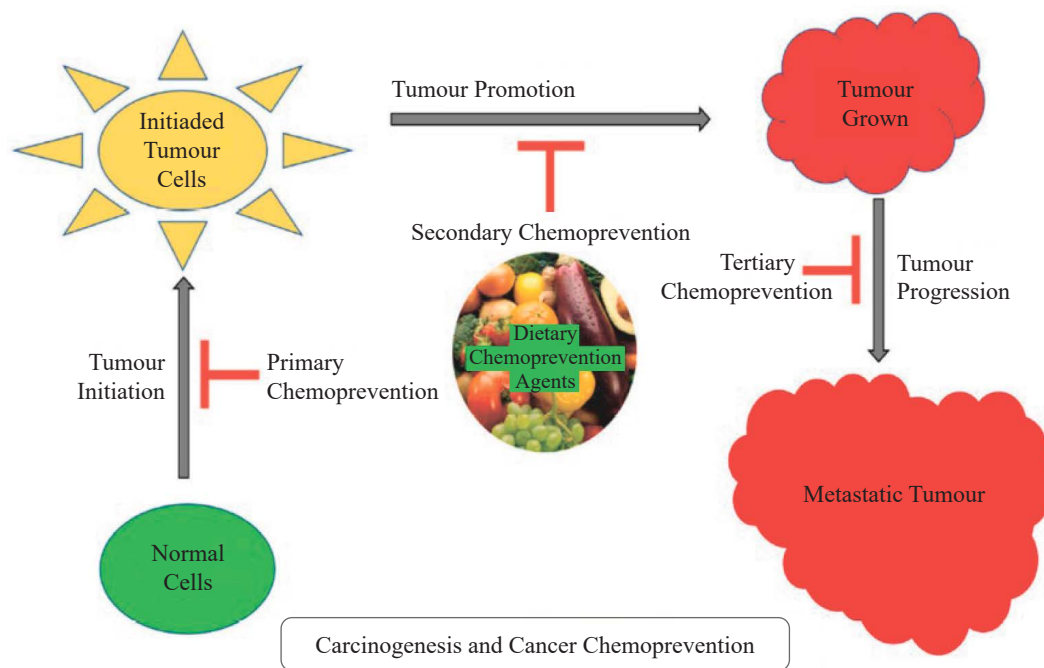 Initiaded
Tumour
Cells
Tumour Promotion
Tumour
Grown
Secondary Chemoprevention
Tertiary
Chemoprevention
Tumour
Progression
Dietary
Chemoprevention
Agents
Tumour
Initiation
Primary
Chemoprevention
Metastatic Tumour
Normal
Cells
Carcinogenesis and Cancer Chemoprevention